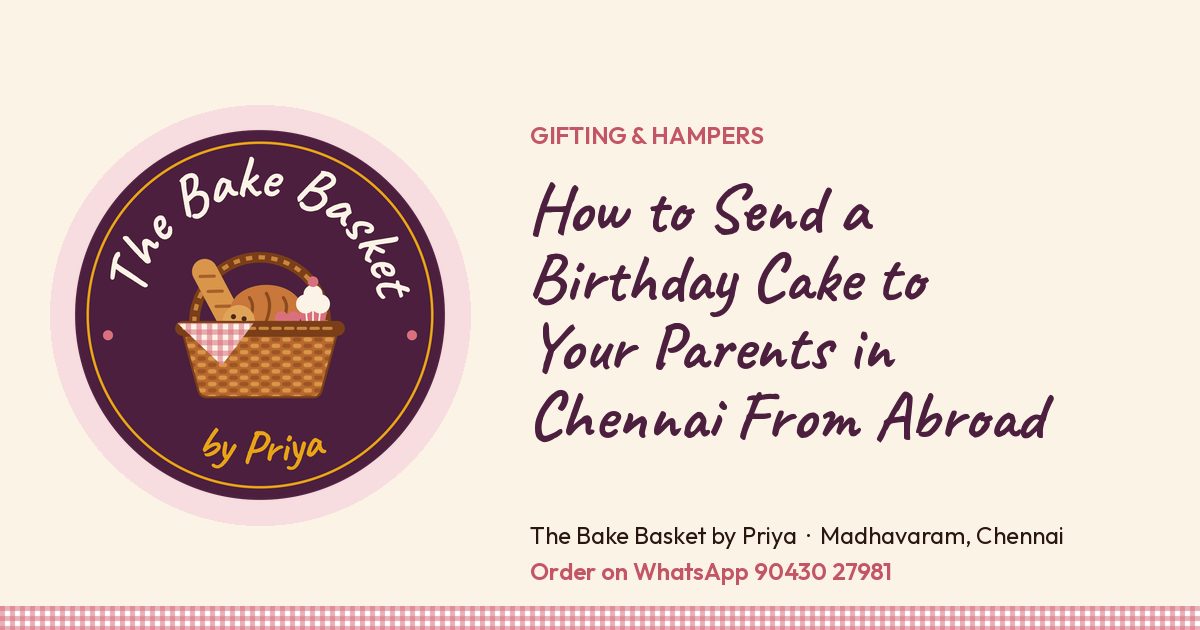 The Bake Basket
by Priya
GIFTING & HAMPERS
How to Send a
Birthday Cake to
Your Parents in
Chennai From Abroad
The Bake Basket by Priya · Madhavaram, Chennai
Order on WhatsApp 90430 27981